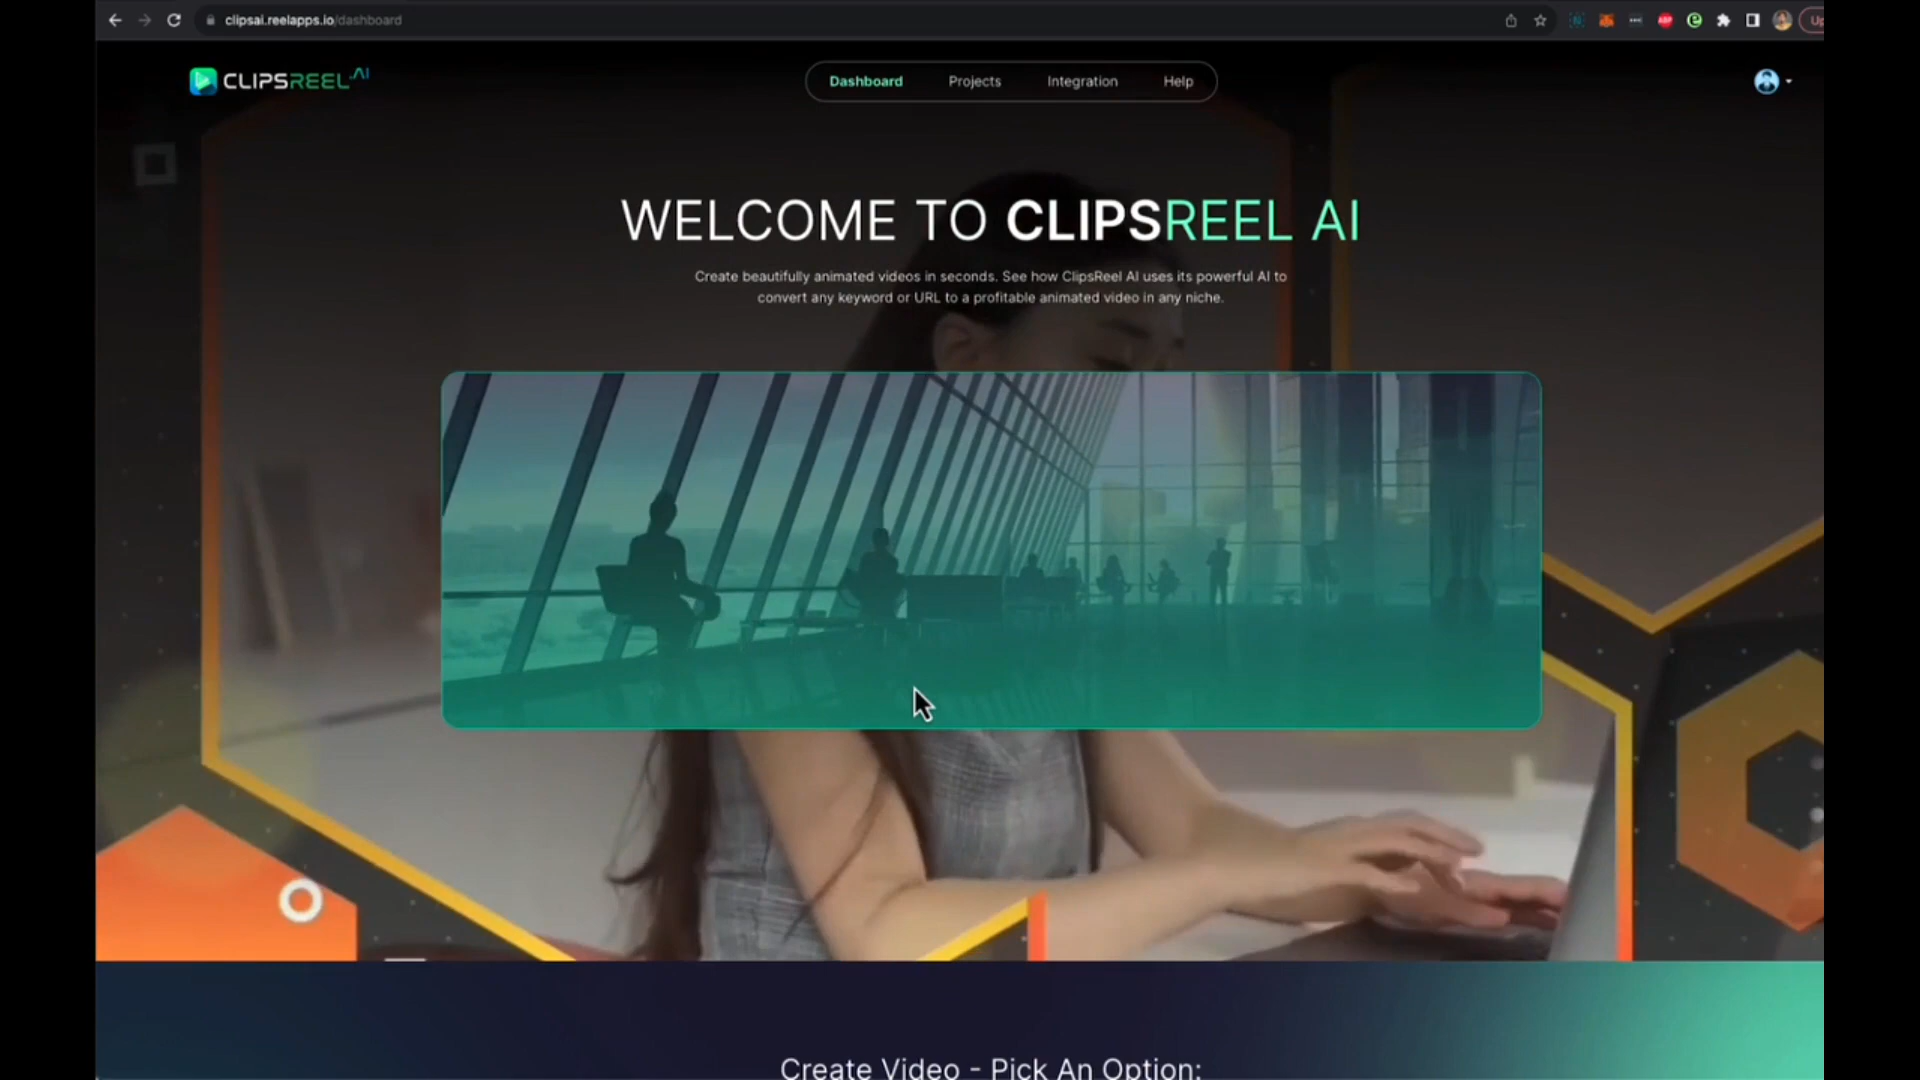 clipsai.reelapps.io/dashboard
ABP
CLIPSREEL.AI
Dashboard
Projects
Integration
Help
WELCOME TO CLIPSREEL AI
Create beautifully animated videos in seconds. See how ClipsReel AI uses its powerful AI to
convert any keyword or URL to a profitable animated video in any niche.
Create Video - Pick An Option: